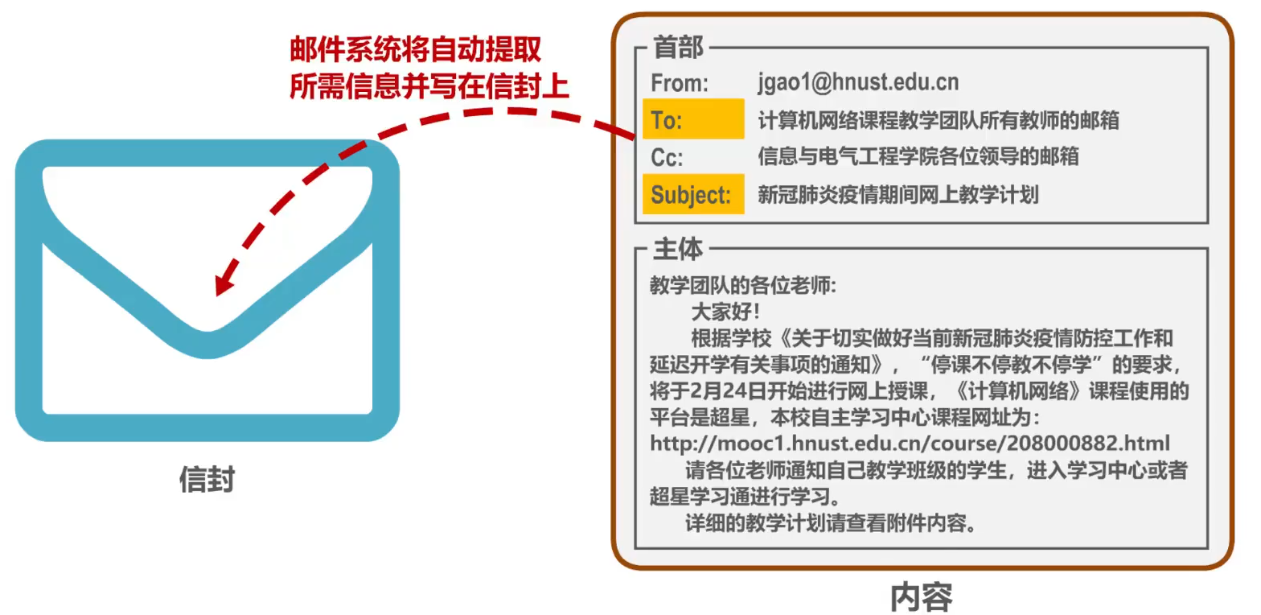 邮件系统将自动提取
所需信息并写在信封上
信封
首部
From: jgao1@hnust.edu.cn
To: 计算机网络课程教学团队所有教师的邮箱
Cc: 信息与电气工程学院各位领导的邮箱
Subject: 新冠肺炎疫情期间网上教学计划
主体
教学团队的各位老师:
大家好！
根据学校《关于切实做好当前新冠肺炎疫情防控工作和
延迟开学有关事项的通知》，“停课不停教不停学”的要求，
将于2月24日开始进行网上授课，《计算机网络》课程使用的
平台是超星，本校自主学习中心课程网址为：
http://mooc1.hnust.edu.cn/course/208000882.html
请各位老师通知自己教学班级的学生，进入学习中心或者
超星学习通进行学习。
详细的教学计划请查看附件内容。
内容